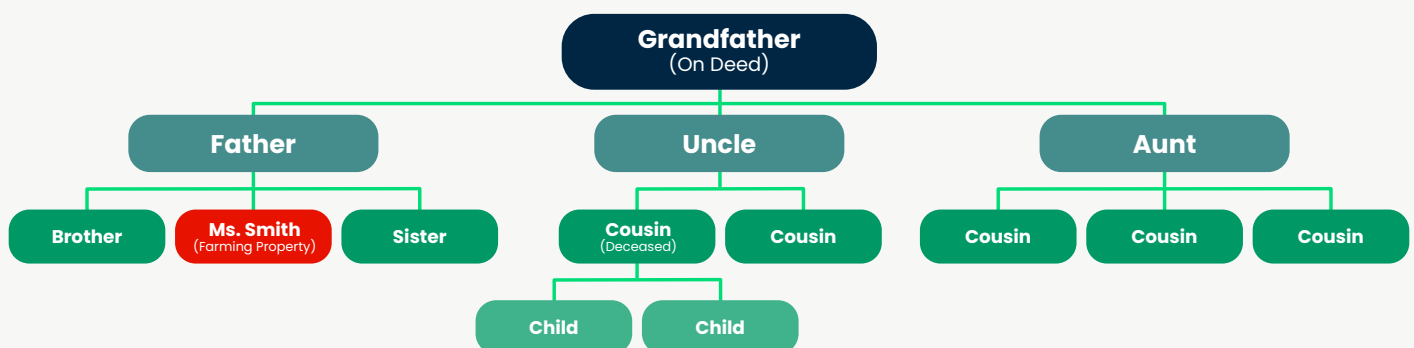 Grandfather
(On Deed)
Father
Uncle
Aunt
Brother
Ms. Smith
(Farming Property)
Sister
Cousin
(Deceased)
Cousin
Cousin
Cousin
Cousin
Child
Child